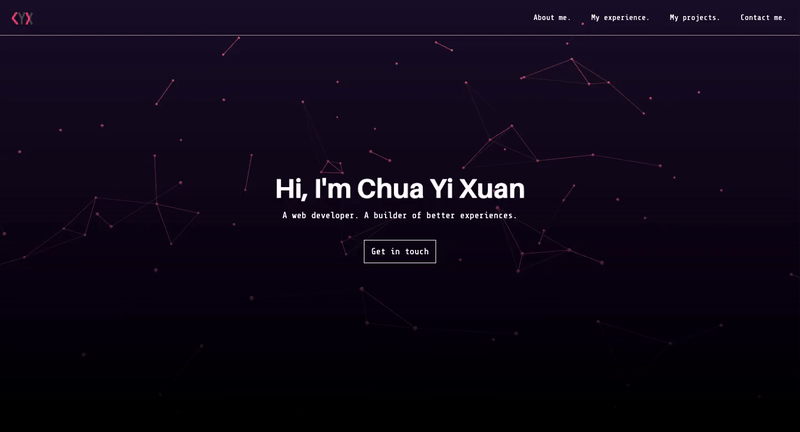 KYX
About me.
My experience.
My projects.
Contact me.
Hi, I'm Chua Yi Xuan
A web developer. A builder of better experiences.
Get in touch